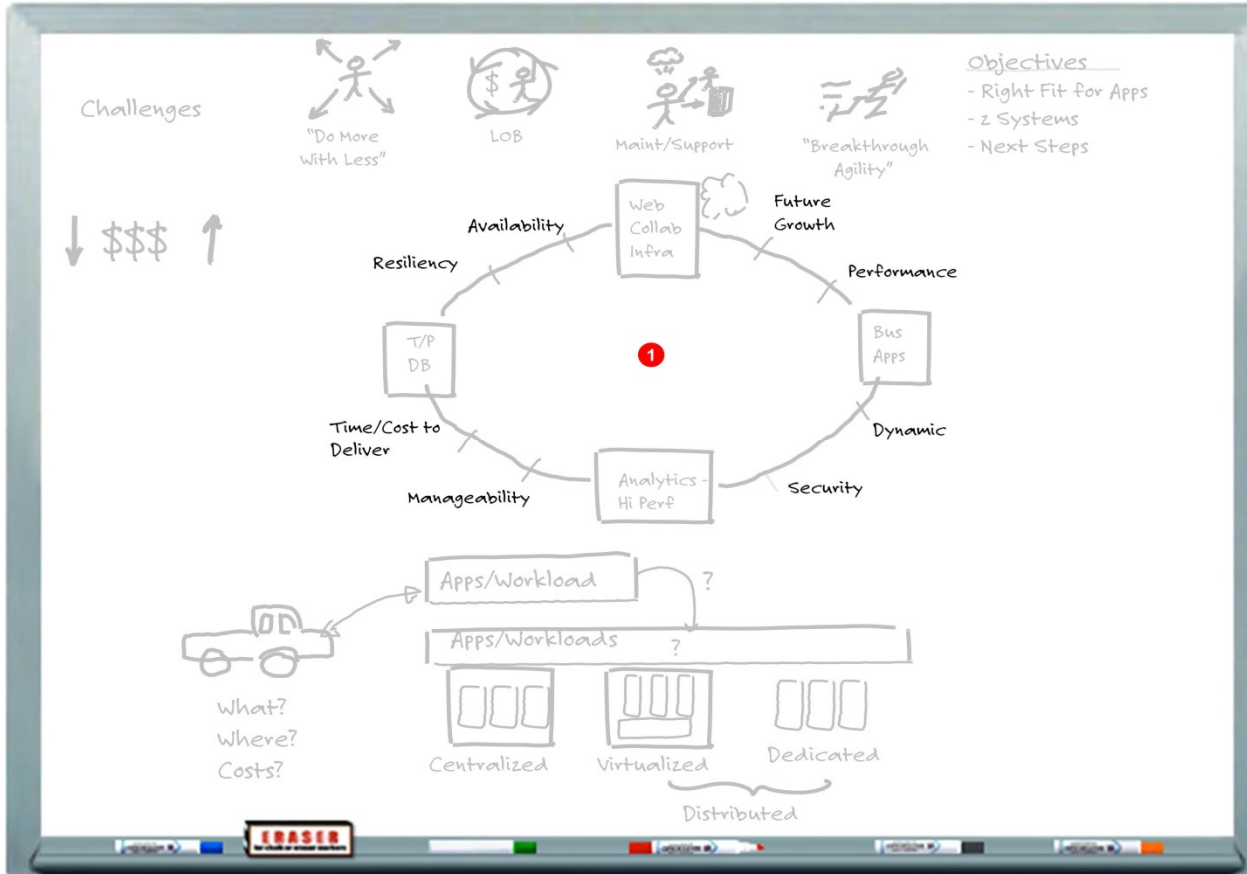 Challenges
"Do More
With Less"
LOB
Maint/Support
"Breakthrough
Agility"
Objectives
- Right Fit for Apps
- z Systems
- Next Steps
$$$
$
Web
Collab
Infra
Future
Growth
Availability
Resiliency
Performance
T/P
DB
1
Bus
Apps
Time/Cost to
Deliver
Dynamic
Manageability
Analytics -
Hi Perf
Security
Apps/Workload
?
Apps/Workloads
?
What?
Where?
Costs?
Centralized
Virtualized
Dedicated
Distributed
ERASER